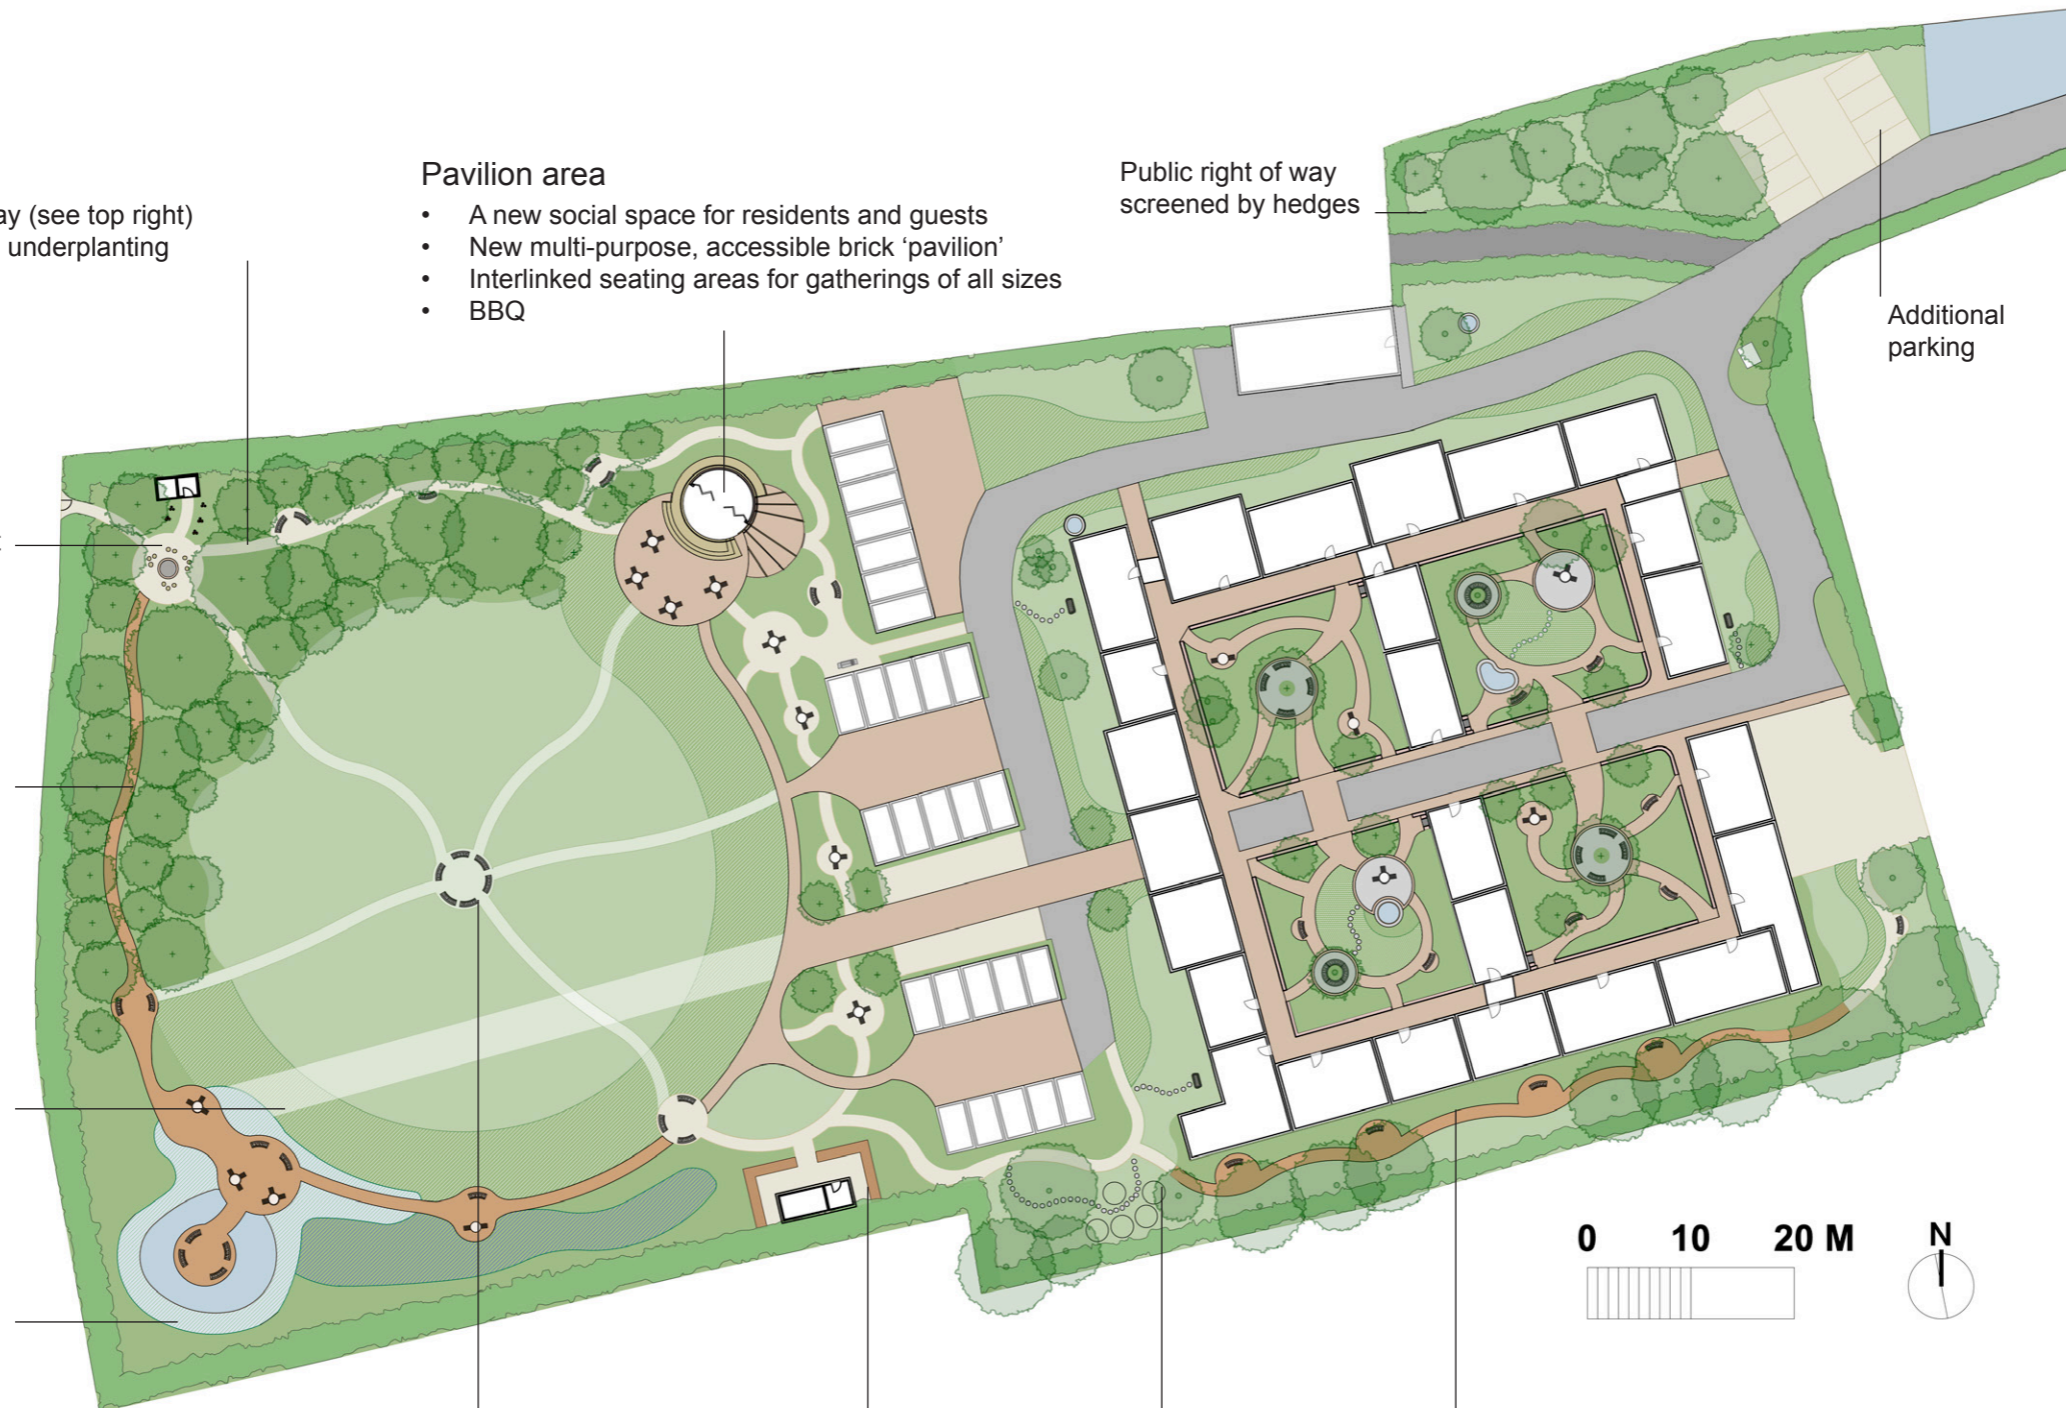 Pavilion area
• A new social space for residents and guests
• New multi-purpose, accessible brick ‘pavilion’
• Interlinked seating areas for gatherings of all sizes
• BBQ
ay (see top right)
underplanting
Public right of way
screened by hedges
Additional
parking
0 10 20 M
N